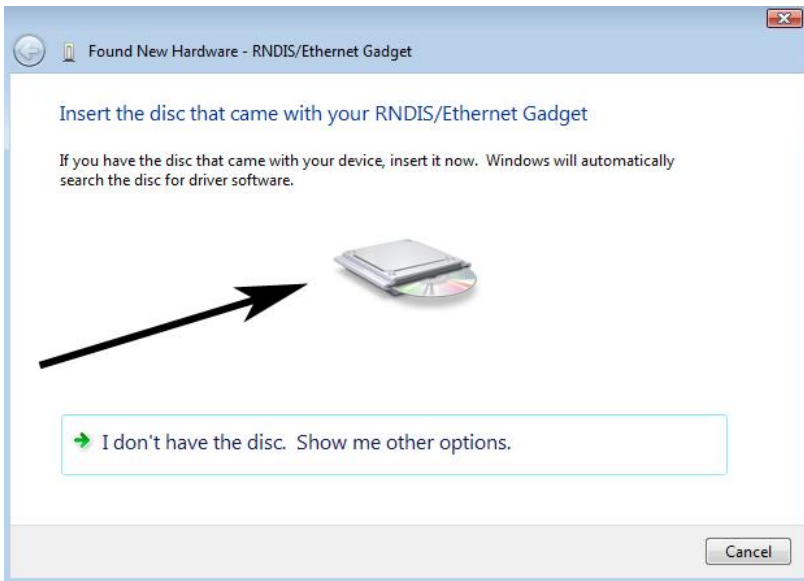 Found New Hardware - RNDIS/Ethernet Gadget
Insert the disc that came with your RNDIS/Ethernet Gadget
If you have the disc that came with your device, insert it now.  Windows will automatically
search the disc for driver software.
I don't have the disc.  Show me other options.
Cancel